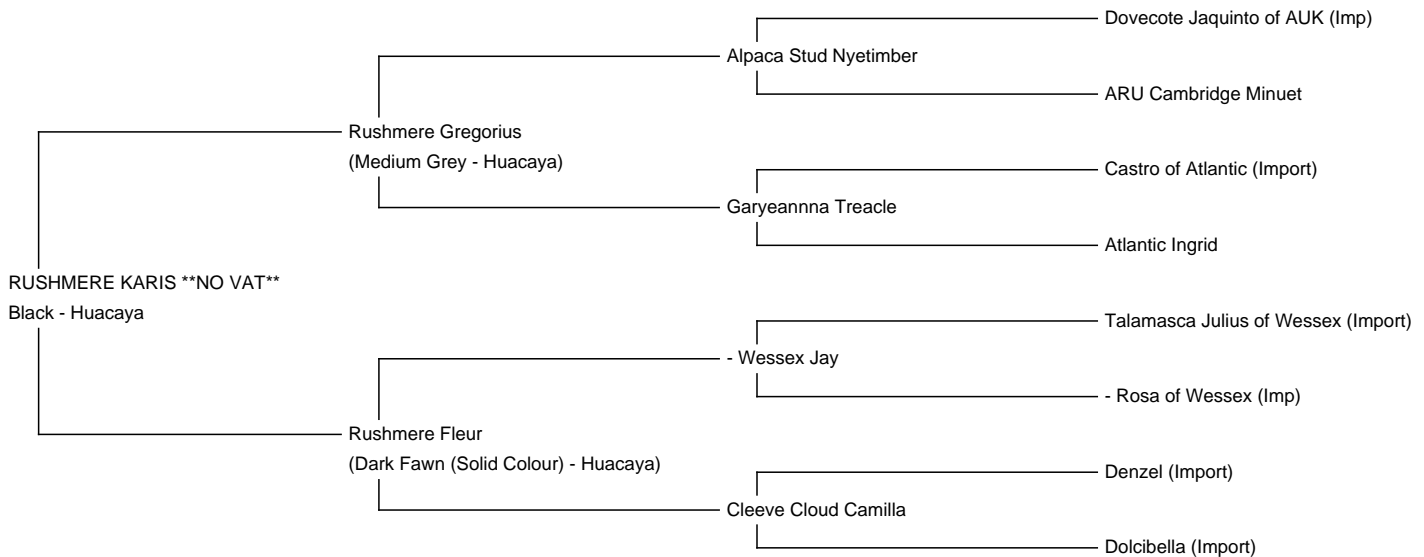 Dovecote Jaquinto of AUK (Imp)
Alpaca Stud Nyetimber
ARU Cambridge Minuet
Rushmere Gregorius
(Medium Grey - Huacaya)
Castro of Atlantic (Import)
Garyeannna Treacle
Atlantic Ingrid
RUSHMERE KARIS **NO VAT**
Black - Huacaya
Talamasca Julius of Wessex (Import)
- Wessex Jay
- Rosa of Wessex (Imp)
Rushmere Fleur
(Dark Fawn (Solid Colour) - Huacaya)
Denzel (Import)
Cleeve Cloud Camilla
Dolcibella (Import)